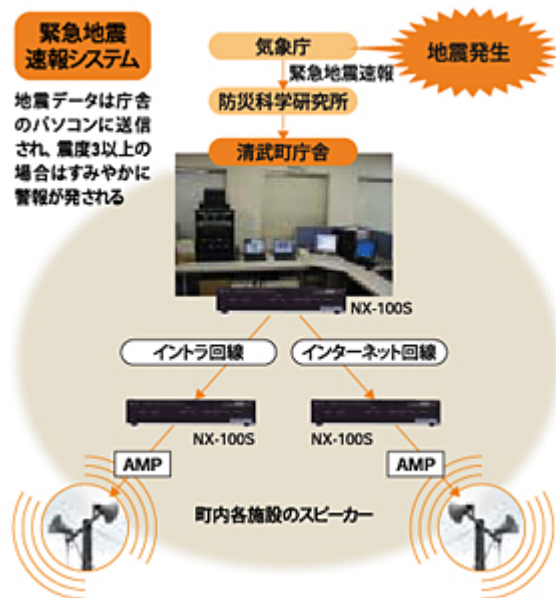 緊急地震
速報システム
地震データは庁舎
のパソコンに送信
され、震度3以上の
場合はすみやかに
警報が発される
気象庁
地震発生
緊急地震速報
防災科学研究所
清武町庁舎
NX-100S
イントラ回線
インターネット回線
NX-100S
NX-100S
AMP
AMP
町内各施設のスピーカー